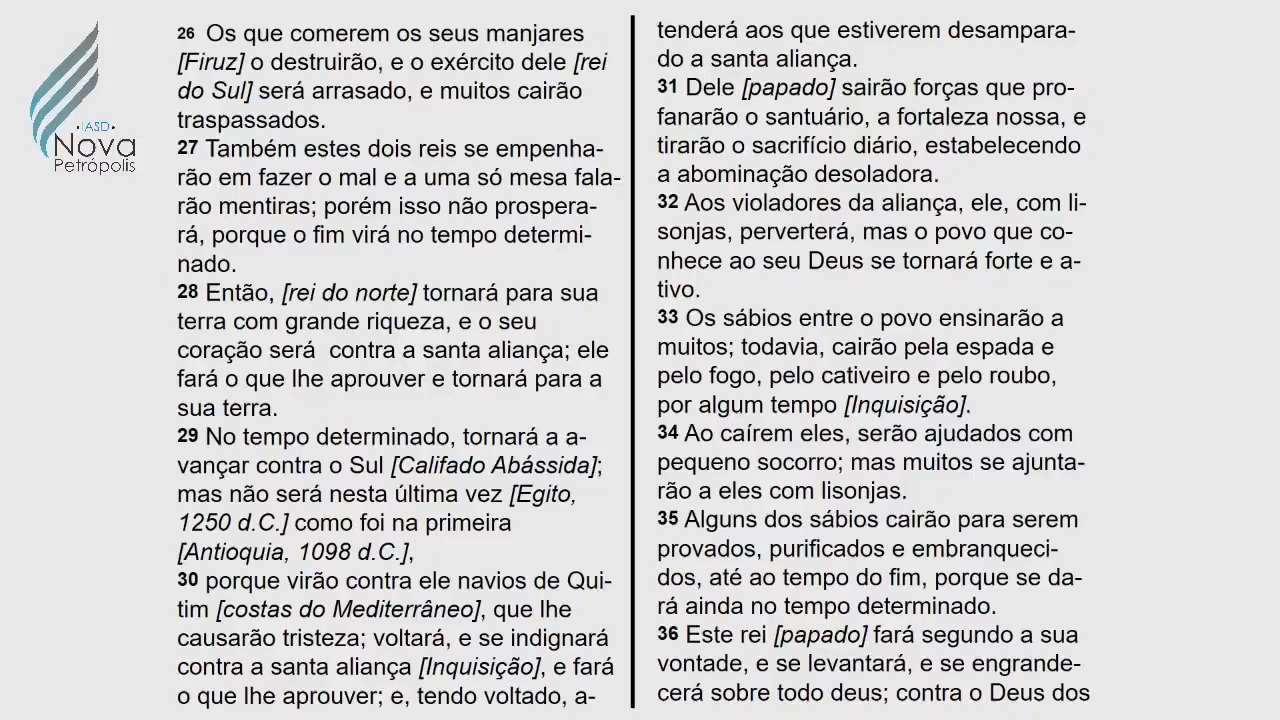 •IASD•
Nova
Petrópolis
26 Os que comerem os seus manjares
[Firuz] o destruirão, e o exército dele [rei
do Sul] será arrasado, e muitos cairão
traspassados.
27 Também estes dois reis se empenha-
rão em fazer o mal e a uma só mesa fala-
rão mentiras; porém isso não prospera-
rá, porque o fim virá no tempo determi-
nado.
28 Então, [rei do norte] tornará para sua
terra com grande riqueza, e o seu
coração será contra a santa aliança; ele
fará o que lhe aprouver e tornará para a
sua terra.
29 No tempo determinado, tornará a a-
vançar contra o Sul [Califado Abássida];
mas não será nesta última vez [Egito,
1250 d.C.] como foi na primeira
[Antioquia, 1098 d.C.],
30 porque virão contra ele navios de Qui-
tim [costas do Mediterrâneo], que lhe
causarão tristeza; voltará, e se indignará
contra a santa aliança [Inquisição], e fará
o que lhe aprouver; e, tendo voltado, a-
tenderá aos que estiverem desampara-
do a santa aliança.
31 Dele [papado] sairão forças que pro-
fanarão o santuário, a fortaleza nossa, e
tirarão o sacrifício diário, estabelecendo
a abominação desoladora.
32 Aos violadores da aliança, ele, com li-
sonjas, perverterá, mas o povo que co-
nhece ao seu Deus se tornará forte e a-
tivo.
33 Os sábios entre o povo ensinarão a
muitos; todavia, cairão pela espada e
pelo fogo, pelo cativeiro e pelo roubo,
por algum tempo [Inquisição].
34 Ao caírem eles, serão ajudados com
pequeno socorro; mas muitos se ajunta-
rão a eles com lisonjas.
35 Alguns dos sábios cairão para serem
provados, purificados e embranqueci-
dos, até ao tempo do fim, porque se da-
rá ainda no tempo determinado.
36 Este rei [papado] fará segundo a sua
vontade, e se levantará, e se engrande-
cerá sobre todo deus; contra o Deus dos